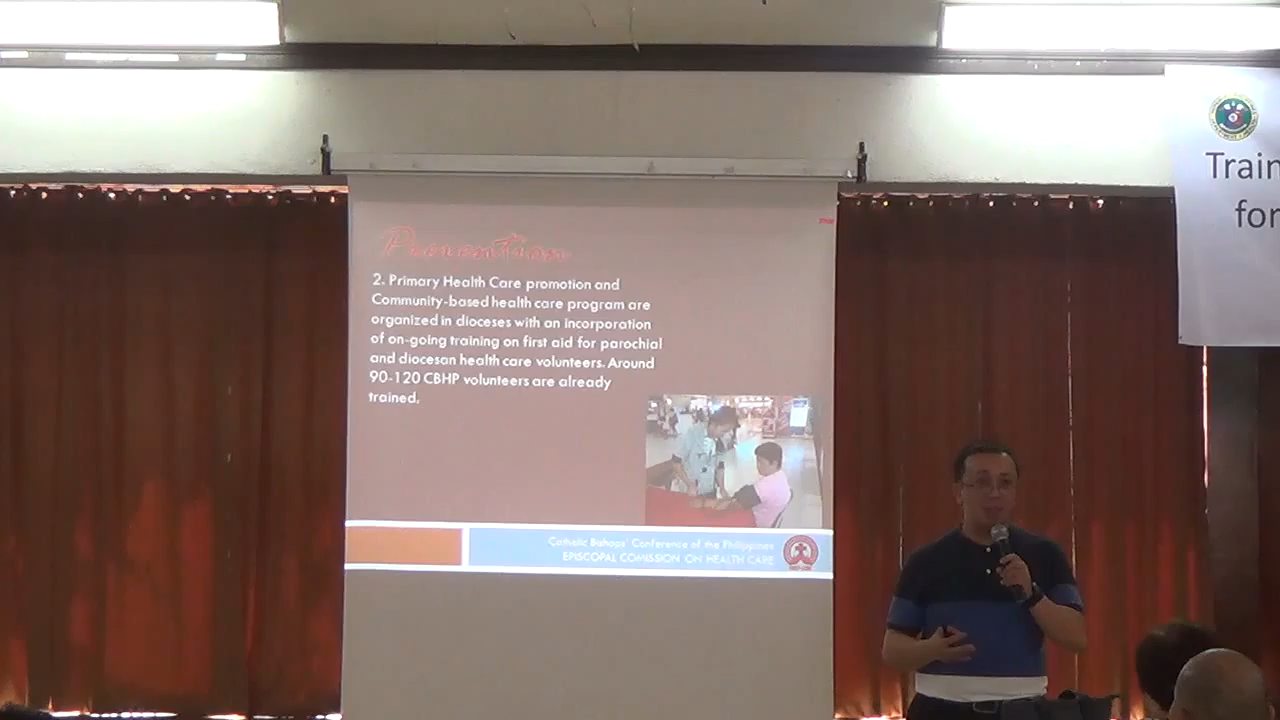 Prevention
2. Primary Health Care promotion and
Community-based health care program are
organized in dioceses with an incorporation
of on-going training on first aid for parochial
and diocesan health care volunteers. Around
90-120 CBHP volunteers are already
trained.
Catholic Bishops' Conference of the Philippines
EPISCOPAL COMISSION ON HEALTH CARE
Train
for